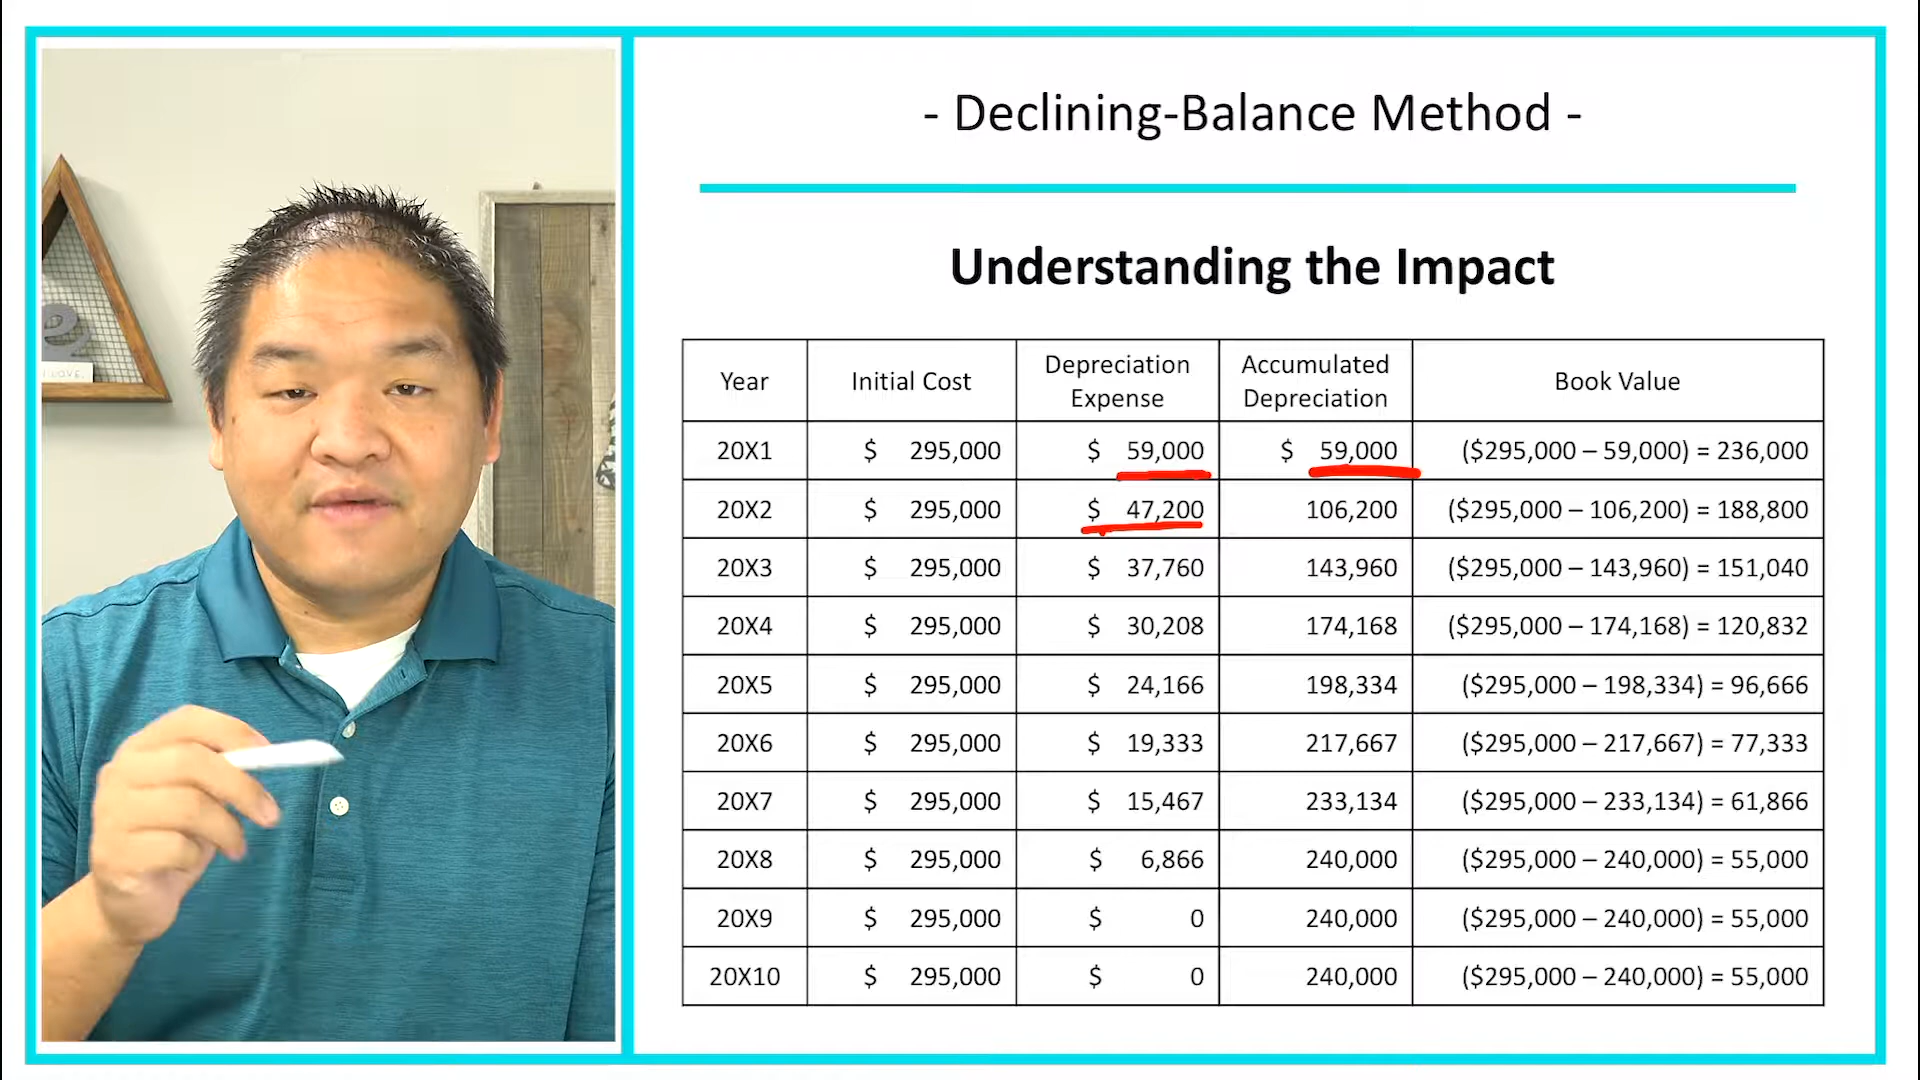 e
WAVE.
- Declining-Balance Method -
Understanding the Impact
Year Initial Cost Depreciation Expense Accumulated Depreciation Book Value
20X1 $ 295,000 $ 59,000 $ 59,000 ($295,000 – 59,000) = 236,000
20X2 $ 295,000 $ 47,200 106,200 ($295,000 – 106,200) = 188,800
20X3 $ 295,000 $ 37,760 143,960 ($295,000 – 143,960) = 151,040
20X4 $ 295,000 $ 30,208 174,168 ($295,000 – 174,168) = 120,832
20X5 $ 295,000 $ 24,166 198,334 ($295,000 – 198,334) = 96,666
20X6 $ 295,000 $ 19,333 217,667 ($295,000 – 217,667) = 77,333
20X7 $ 295,000 $ 15,467 233,134 ($295,000 – 233,134) = 61,866
20X8 $ 295,000 $ 6,866 240,000 ($295,000 – 240,000) = 55,000
20X9 $ 295,000 $ 0 240,000 ($295,000 – 240,000) = 55,000
20X10 $ 295,000 $ 0 240,000 ($295,000 – 240,000) = 55,000